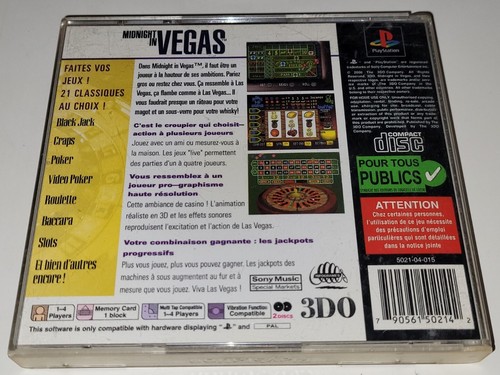 MIDNIGHT
IN VEGAS
FAITES VOS
JEUX !
21 CLASSIQUES
AU CHOIX !
Black Jack
Craps
Poker
Video Poker
Roulette
Baccara
Slots
Et bien d'autres
encore !
Dans Midnight in Vegas™, il faut être un
joueur à la hauteur de ses ambitions. Pariez
gros ou restez chez vous. Ça ressemble à Las
Vegas, ça flambe comme à Las Vegas... Il
vous faudrait presque un râteau pour votre
magot et un sous-verre pour votre whisky!
C'est le croupier qui choisit–
action à plusieurs joueurs
Jouez avec un ami ou mesurez-vous à la
maison. Les jeux "live" permettent
des parties d'un à quatre joueurs.
Vous ressemblez à un
joueur pro–graphisme
haute résolution
Cette ambiance de casino ! L'animation
réaliste en 3D et les effets sonores
reproduisent l'excitation et l'action de Las Vegas.
Votre combinaison gagnante : les jackpots
progressifs
Plus vous jouez, plus vous pouvez gagner. Les jackpots des
machines à sous augmentent au fur et à
mesure que vous jouez. Viva Las Vegas !
Sony Music
Special Markets
3DO
1–4
Players
Memory Card
1 block
Multi Tap Compatible
1–4 Players
Vibration Function
Compatible
2 DISCS
This software is only compatible with hardware displaying "PS" and PAL
PlayStation
COMPACT
disc
POUR TOUS
PUBLICS
ATTENTION
Chez certaines personnes,
l'utilisation de ce jeu nécessite
des précautions d'emploi
particulières qui sont détaillées
dans la notice jointe
5021-04-015
7 90561 50214 2